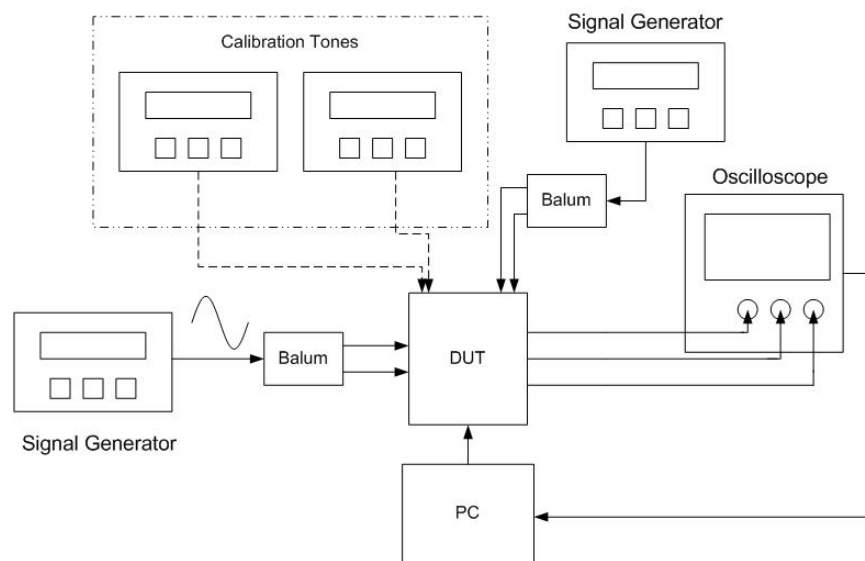 Calibration Tones
Signal Generator
Balum
Oscilloscope
Balum
DUT
Signal Generator
PC